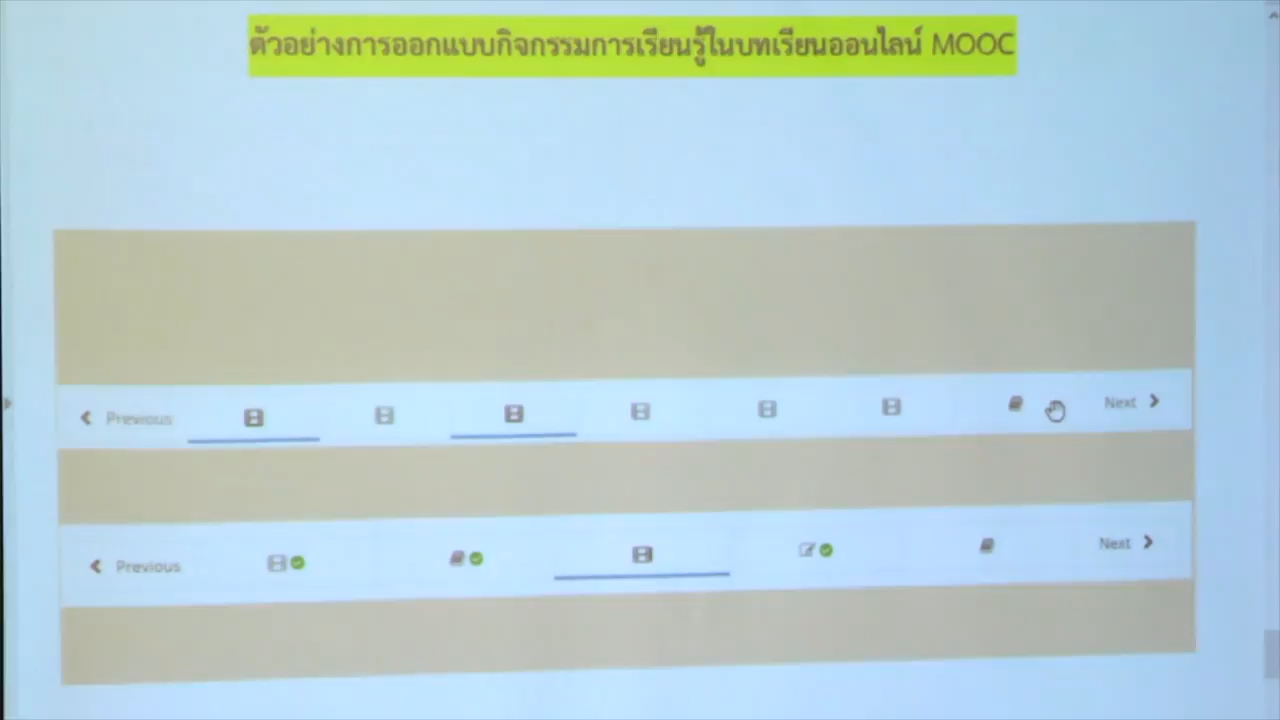 ตัวอย่างการออกแบบกิจกรรมการเรียนรู้ในบทเรียนออนไลน์ MOOC
Previous
Next
Previous
Next